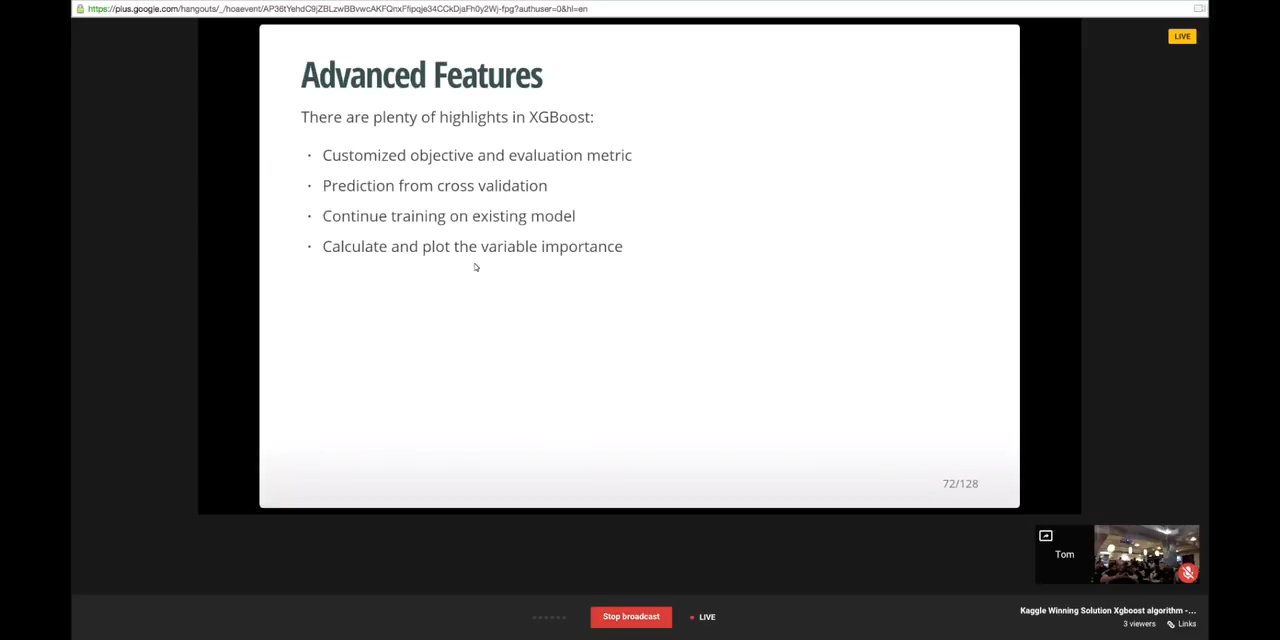 https://plus.google.com/hangouts/_/hoaevent/AP36tYehdC9jZBLzwBBvwcAKFQnxFfipqje34CCkDjaFh0y2Wj-fpg?authuser=0&hl=en
LIVE
Advanced Features
There are plenty of highlights in XGBoost:
· Customized objective and evaluation metric
· Prediction from cross validation
· Continue training on existing model
· Calculate and plot the variable importance
72/128
Tom
Stop broadcast
LIVE
Kaggle Winning Solution Xgboost algorithm -...
3 viewers
Links